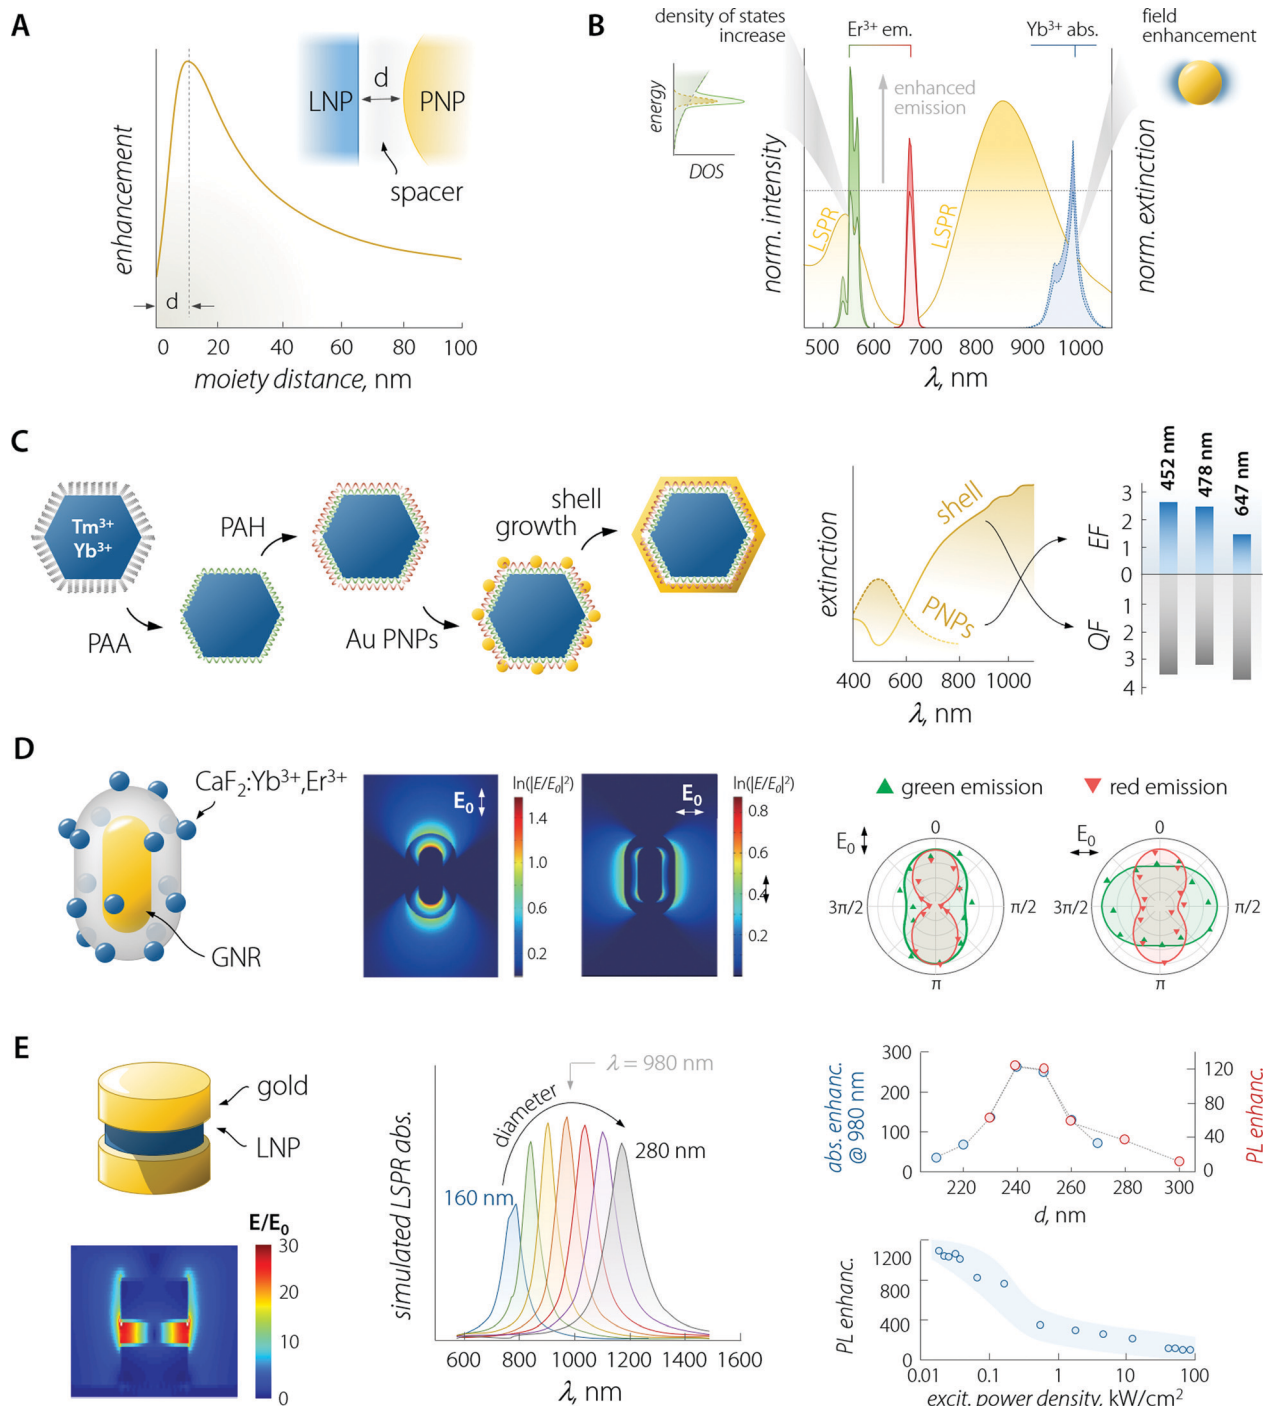 A
enhancement
LNP
d
PNP
spacer
d
0
20
40
60
80
100
moiety distance, nm
B
density of states
increase
energy
DOS
Er³⁺ em.
Yb³⁺ abs.
field
enhancement
enhanced
emission
norm. intensity
LSPR
LSPR
norm. extinction
500
600
700
800
900
1000
λ, nm
C
Tm³⁺
Yb³⁺
PAA
PAH
Au PNPs
shell
growth
extinction
shell
PNPs
400
600
800
1000
λ, nm
452 nm
478 nm
647 nm
EF
3
2
1
0
QF
1
2
3
4
D
CaF₂:Yb³⁺,Er³⁺
GNR
E₀
ln(|E/E₀|²)
1.4
1.0
0.6
0.2
E₀
ln(|E/E₀|²)
0.8
0.6
0.4
0.2
green emission
red emission
E₀
0
3π/2
π/2
π
E₀
0
3π/2
π/2
π
E
gold
LNP
E/E₀
30
20
10
0
simulated LSPR abs.
λ = 980 nm
diameter
160 nm
280 nm
600
800
1000
1200
1400
1600
λ, nm
abs. enhanc.
@ 980 nm
300
200
100
0
PL enhanc.
120
80
40
0
220
240
260
280
300
d, nm
PL enhanc.
1200
800
400
0
0.01
0.1
1
10
100
excit. power density, kW/cm²